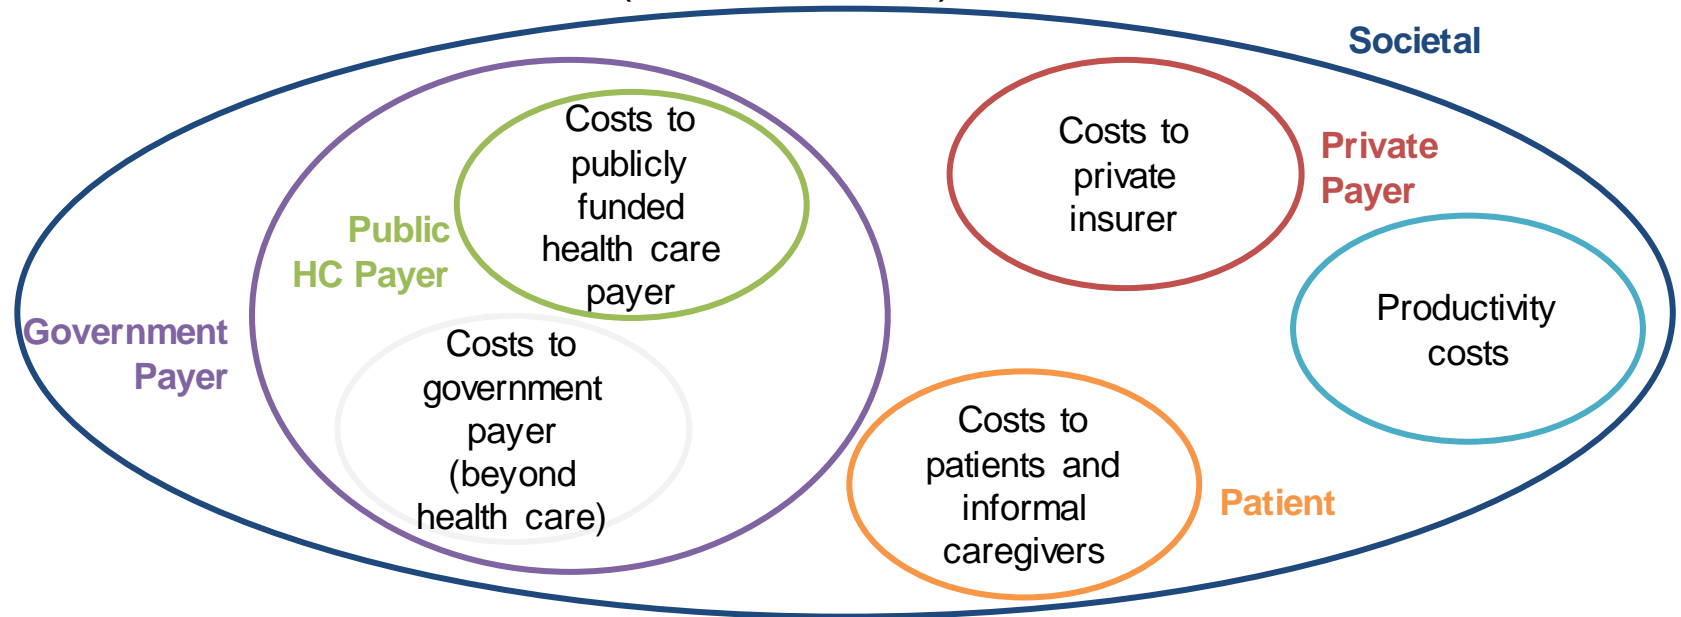 Societal
Costs to
publicly
funded
health care
payer
Public
HC Payer
Government
Payer
Costs to
government
payer
(beyond
health care)
Costs to
private
insurer
Private
Payer
Productivity
costs
Costs to
patients and
informal
caregivers
Patient